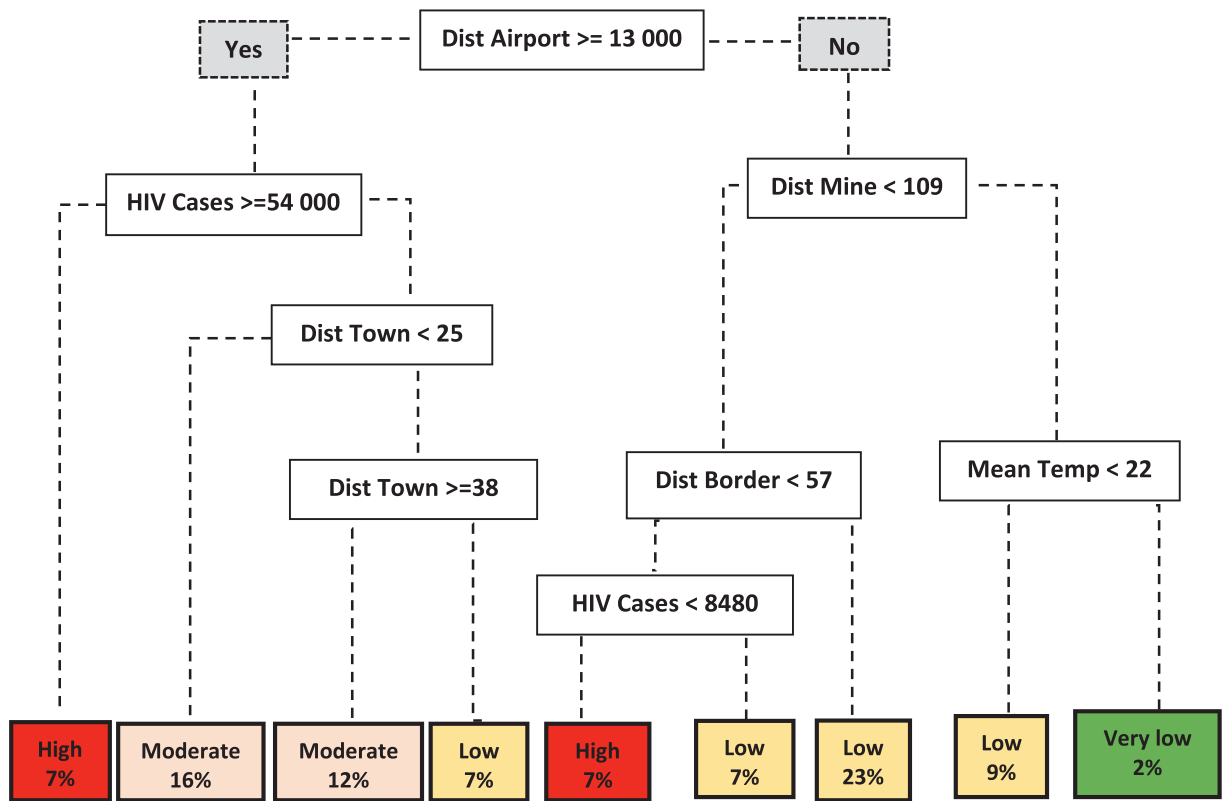 Yes
Dist Airport >= 13 000
No
HIV Cases >=54 000
Dist Mine < 109
Dist Town < 25
Dist Town >=38
Dist Border < 57
Mean Temp < 22
HIV Cases < 8480
High
7%
Moderate
16%
Moderate
12%
Low
7%
High
7%
Low
7%
Low
23%
Low
9%
Very low
2%